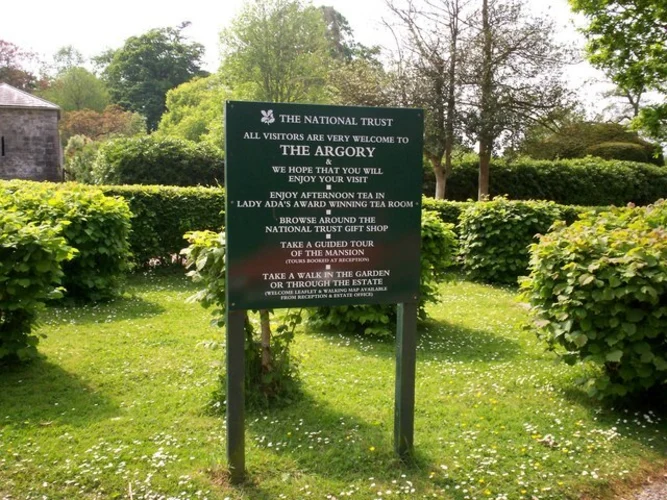 THE NATIONAL TRUST
ALL VISITORS ARE VERY WELCOME TO
THE ARGORY
&
WE HOPE THAT YOU WILL
ENJOY YOUR VISIT
ENJOY AFTERNOON TEA IN
"LADY ADA'S AWARD WINNING TEA ROOM"
BROWSE AROUND THE
NATIONAL TRUST GIFT SHOP
TAKE A GUIDED TOUR
OF THE MANSION
(TOURS BOOKED AT RECEPTION)
TAKE A WALK IN THE GARDEN
OR THROUGH THE ESTATE
(WELCOME LEAFLET & WALKING MAP AVAILABLE
FROM RECEPTION & ESTATE OFFICE)